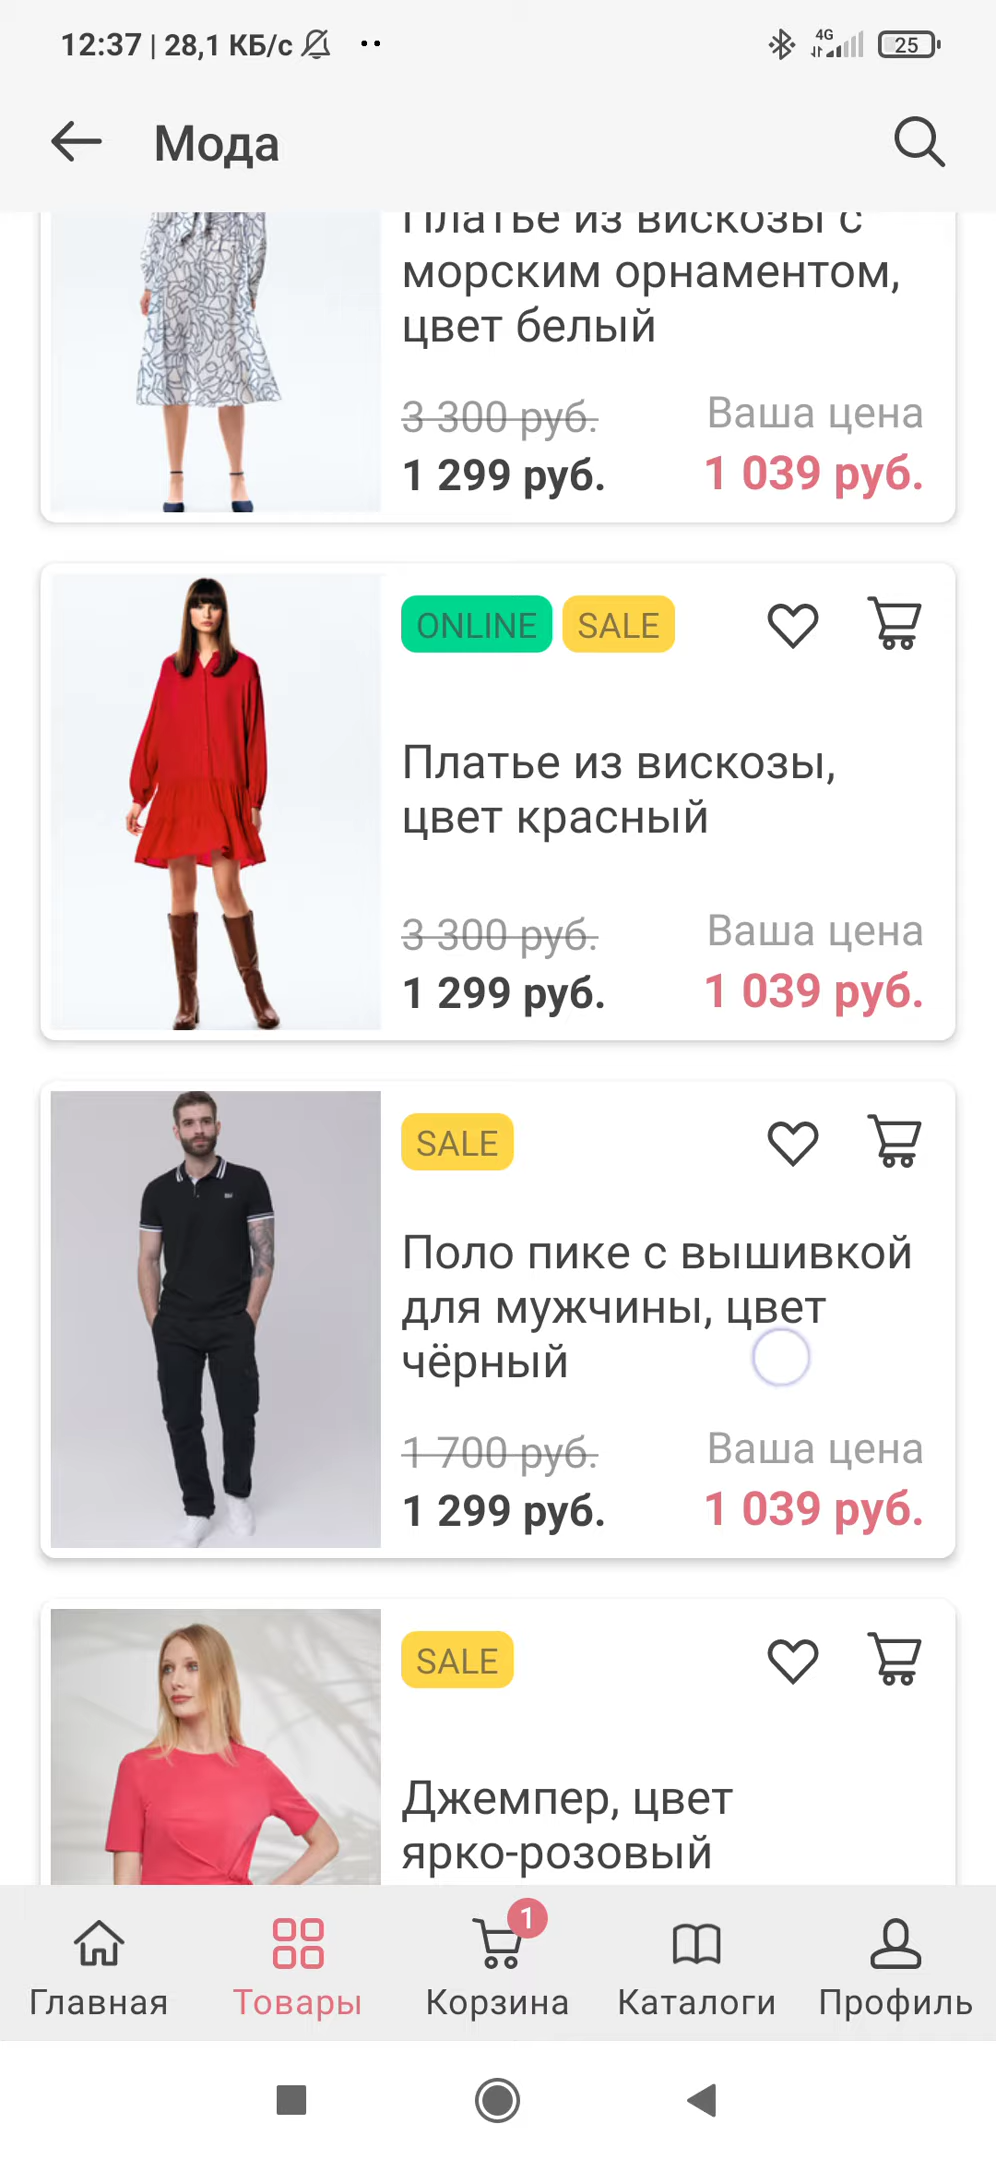 12:37 | 28,1 КБ/с
4G
25
Мода
Платье из вискозы с
морским орнаментом,
цвет белый
3 300 руб.
Ваша цена
1 299 руб.
1 039 руб.
ONLINE
SALE
Платье из вискозы,
цвет красный
3 300 руб.
Ваша цена
1 299 руб.
1 039 руб.
SALE
Поло пике с вышивкой
для мужчины, цвет
чёрный
1 700 руб.
Ваша цена
1 299 руб.
1 039 руб.
SALE
Джемпер, цвет
ярко-розовый
1
Главная
Товары
Корзина
Каталоги
Профиль